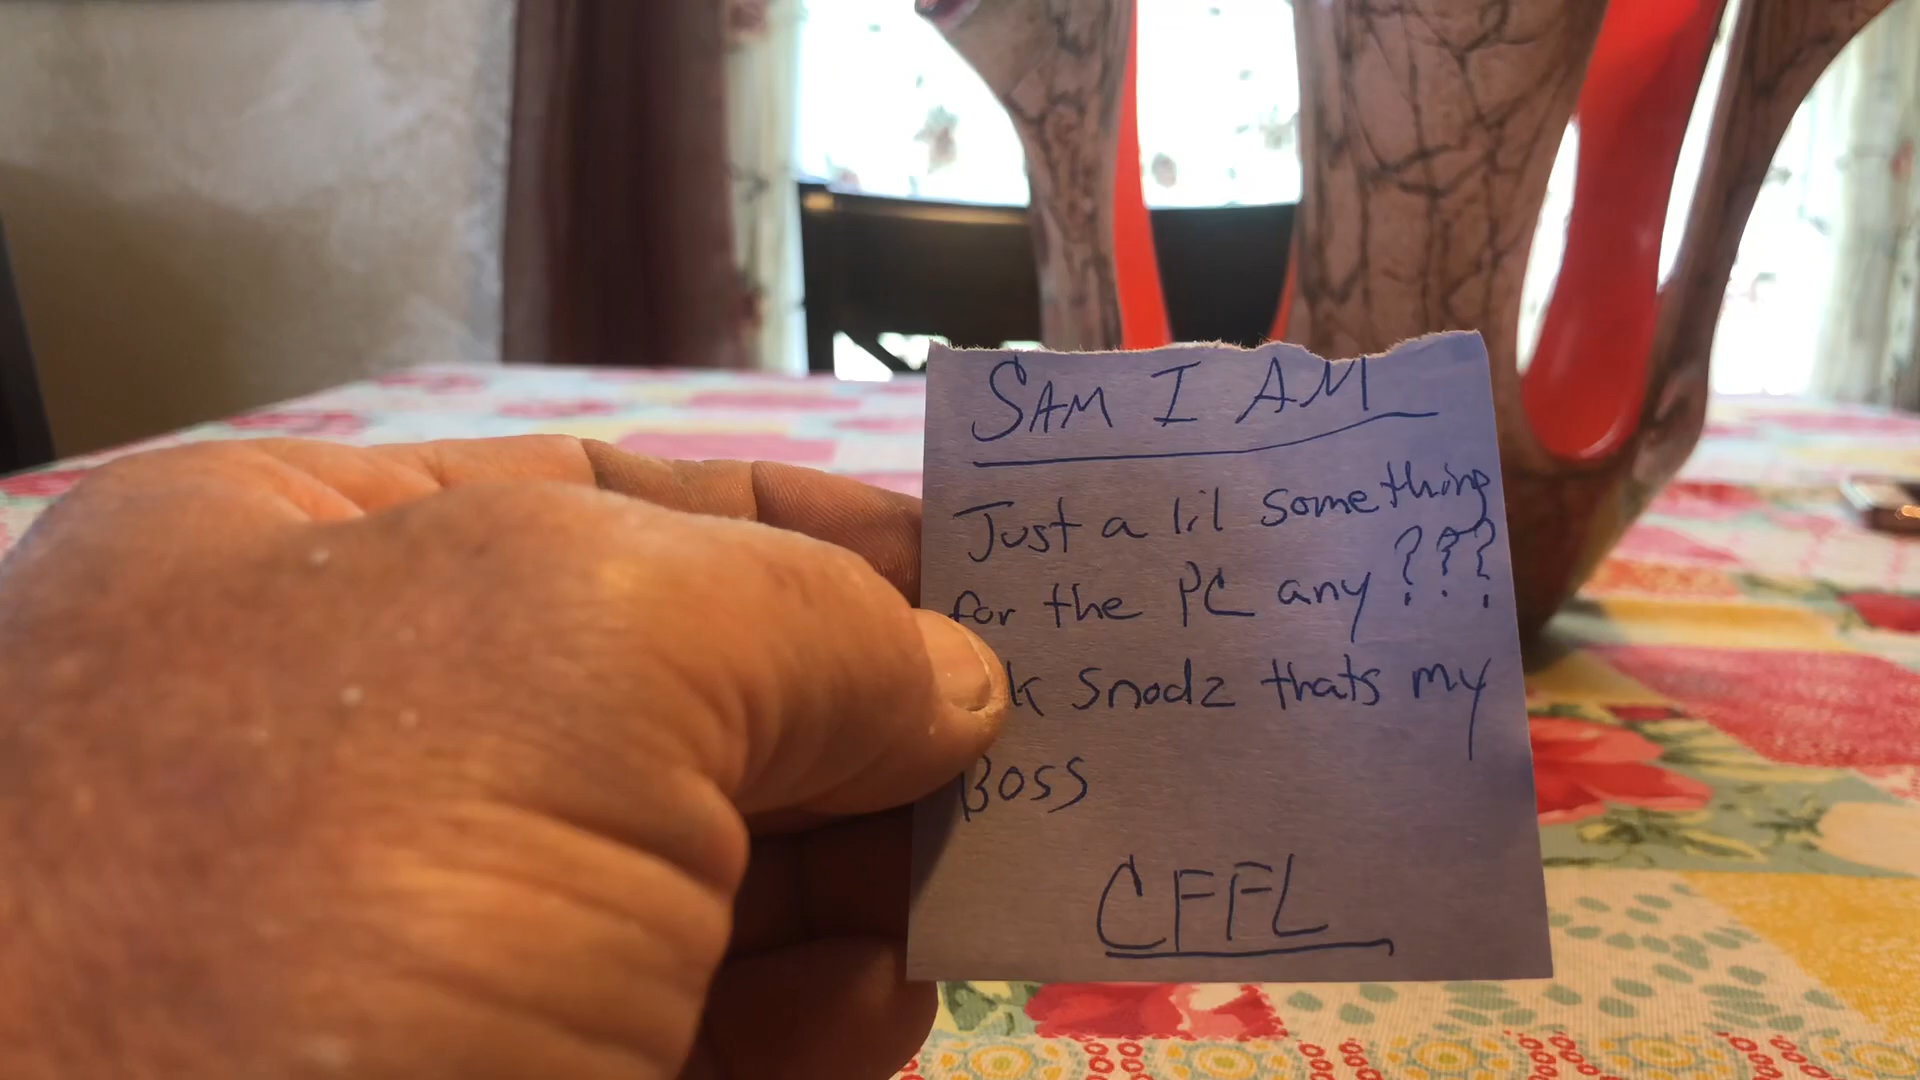 SAM I AM
Just a lil something
for the PC any ???
snodz thats my
Boss
CFFL